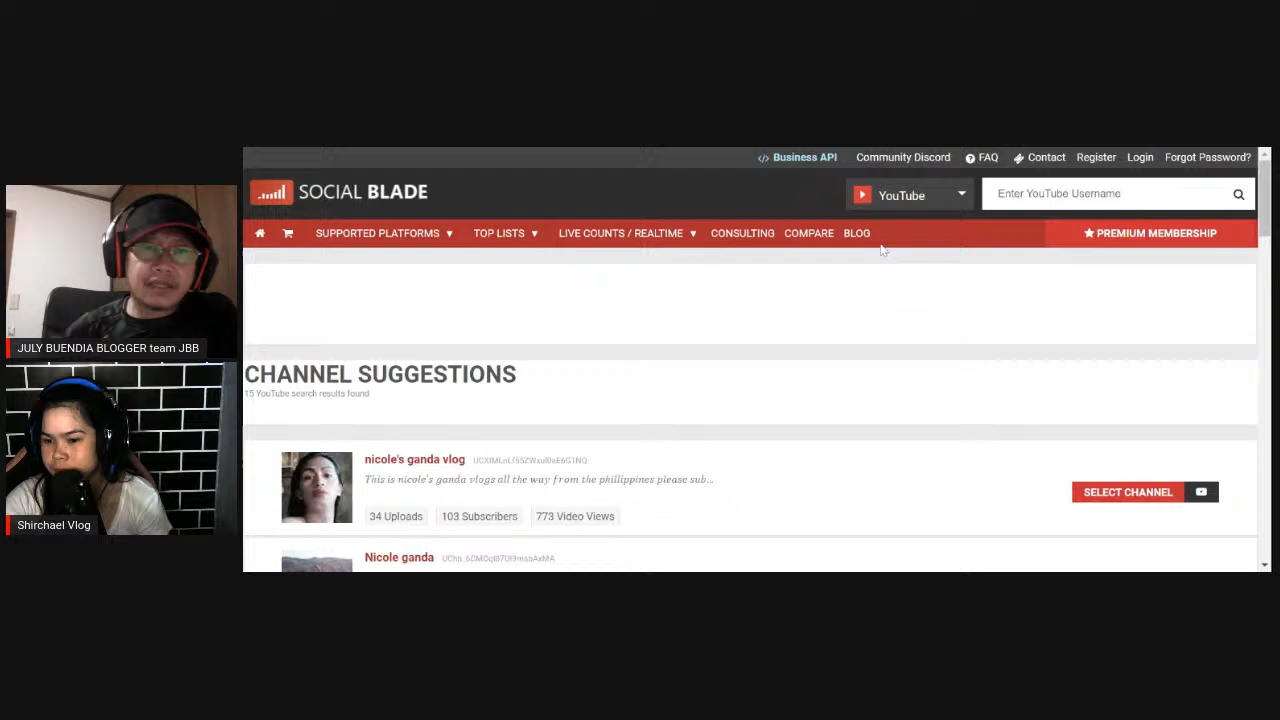 Business API
Community Discord
FAQ
Contact
Register
Login
Forgot Password?
SOCIAL BLADE
YouTube
Enter YouTube Username
SUPPORTED PLATFORMS
TOP LISTS
LIVE COUNTS / REALTIME
CONSULTING
COMPARE
BLOG
PREMIUM MEMBERSHIP
JULY BUENDIA BLOGGER team JBB
Shirchael Vlog
CHANNEL SUGGESTIONS
15 YouTube search results found
nicole's ganda vlog
This is nicole's ganda vlogs all the way from the phillippines please sub...
34 Uploads
103 Subscribers
773 Video Views
SELECT CHANNEL
Nicole ganda